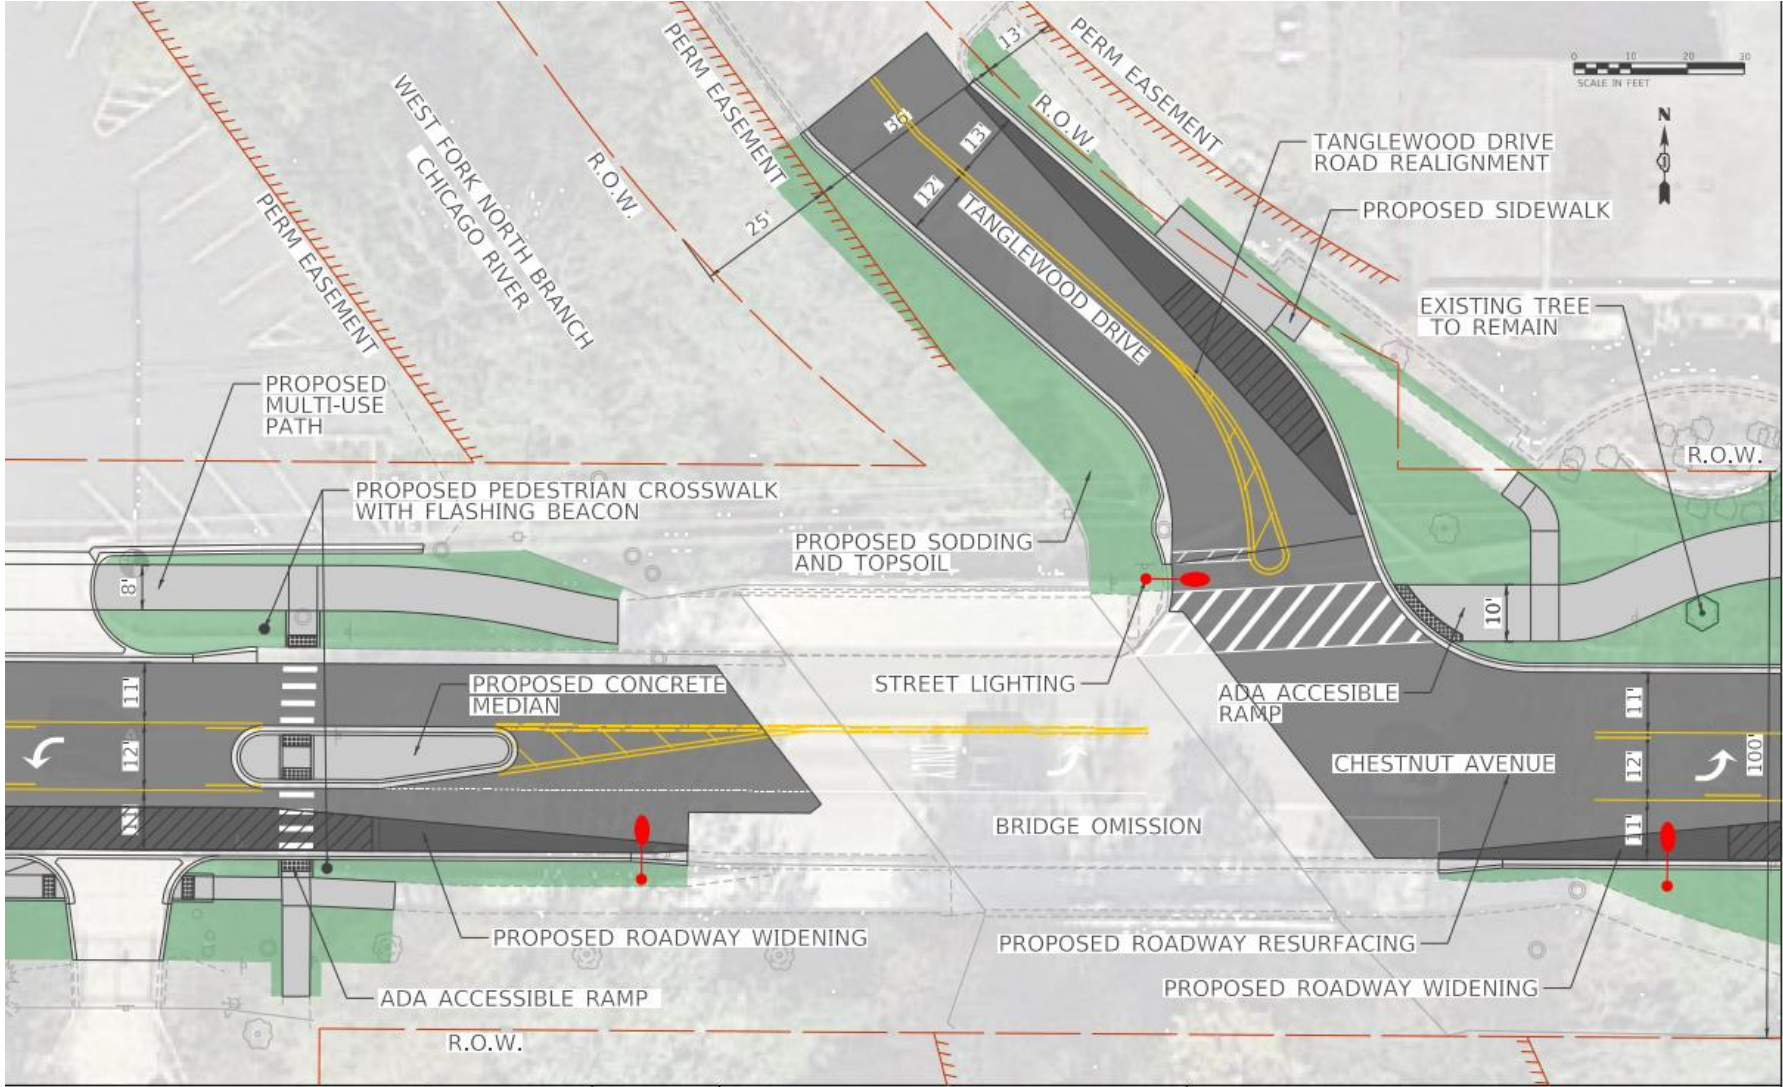 0 10 20 30
SCALE IN FEET
N
13'
PERM EASEMENT
PERM EASEMENT
R.O.W.
TANGLEWOOD DRIVE
ROAD REALIGNMENT
36'
13'
12'
WEST FORK NORTH BRANCH
CHICAGO RIVER
R.O.W.
PERM EASEMENT
25'
TANGLEWOOD DRIVE
PROPOSED SIDEWALK
EXISTING TREE
TO REMAIN
PROPOSED
MULTI-USE
PATH
R.O.W.
PROPOSED PEDESTRIAN CROSSWALK
WITH FLASHING BEACON
PROPOSED SODDING
AND TOPSOIL
8'
10'
PROPOSED CONCRETE
MEDIAN
STREET LIGHTING
ADA ACCESIBLE
RAMP
11'
12'
11'
11'
12'
11'
100'
ONLY
CHESTNUT AVENUE
BRIDGE OMISSION
PROPOSED ROADWAY WIDENING
PROPOSED ROADWAY RESURFACING
PROPOSED ROADWAY WIDENING
ADA ACCESSIBLE RAMP
R.O.W.